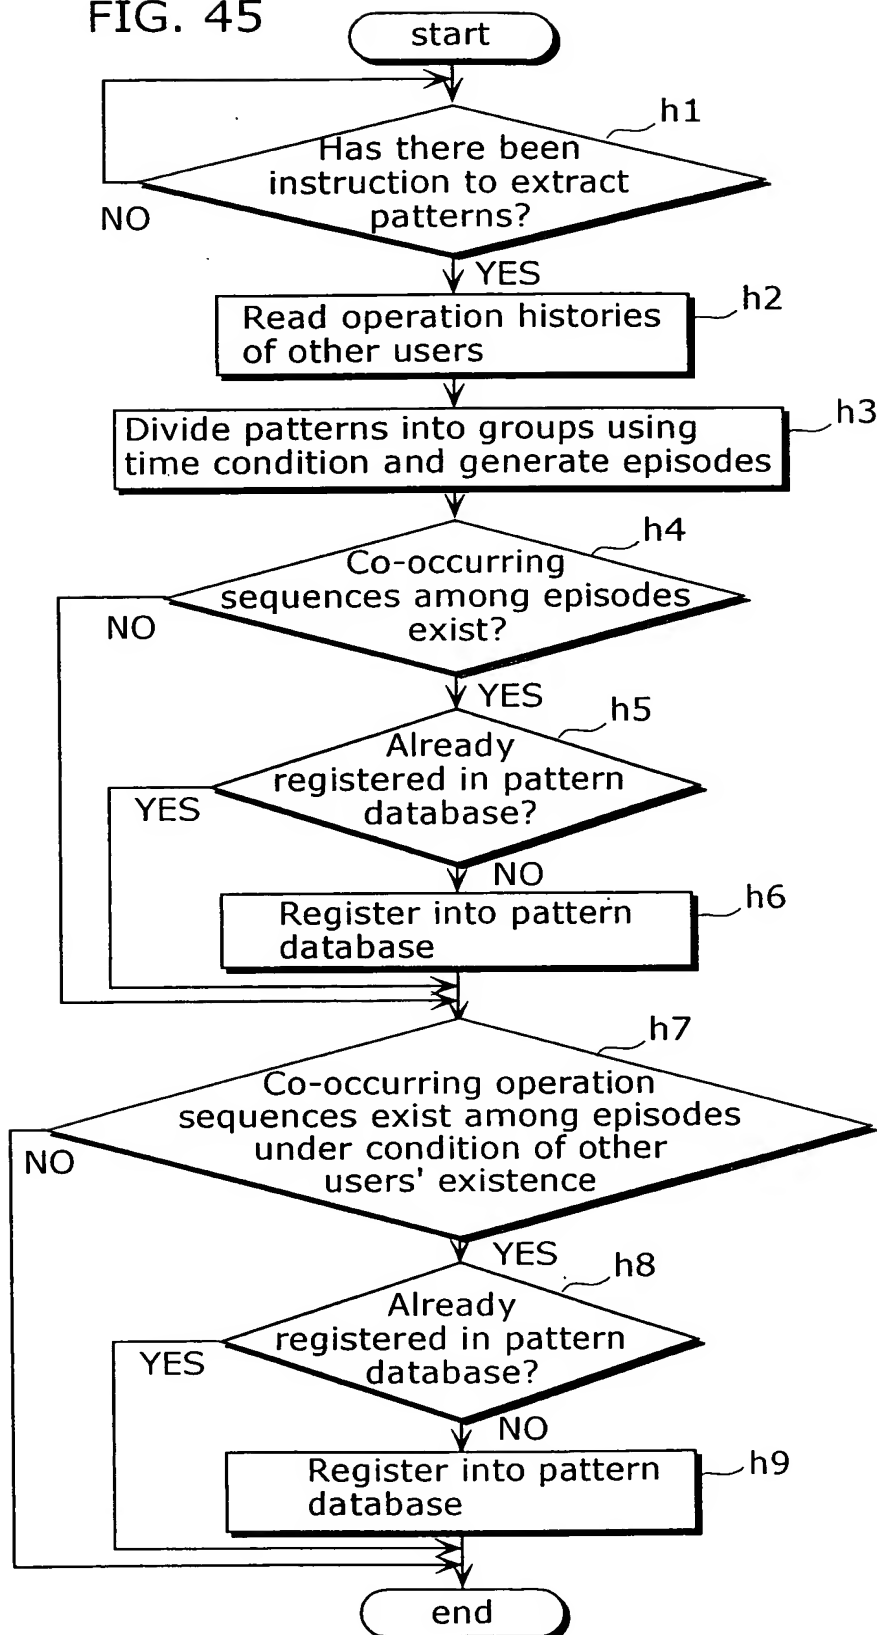 FIG. 45
start
h1
Has there been
instruction to extract
patterns?
NO
YES
h2
Read operation histories
of other users
h3
Divide patterns into groups using
time condition and generate episodes
h4
Co-occurring
sequences among episodes
exist?
NO
YES
h5
Already
registered in pattern
database?
YES
NO
h6
Register into pattern
database
h7
Co-occurring operation
sequences exist among episodes
under condition of other
users' existence
NO
YES
h8
Already
registered in pattern
database?
YES
NO
h9
Register into pattern
database
end